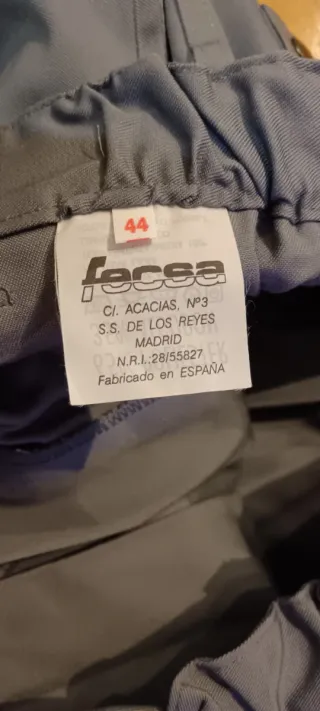 44
fecsa
C/. ACACIAS, Nº3
S.S. DE LOS REYES
MADRID
N.R.I.:28/55827
Fabricado en ESPAÑA